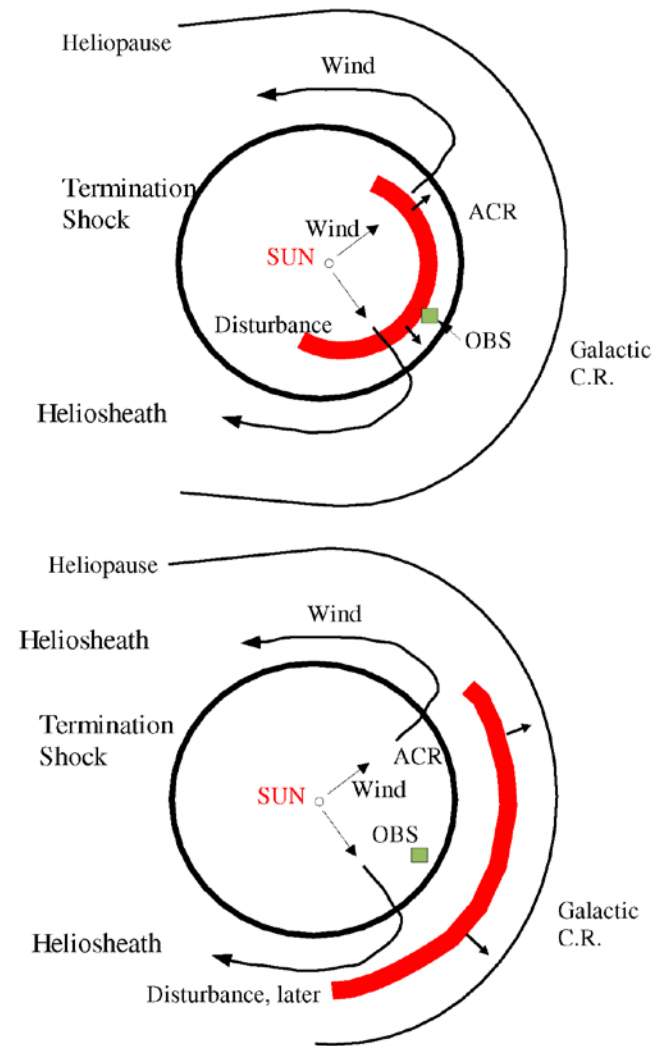 Heliopause
Wind
Termination
Shock
ACR
Wind
SUN
Disturbance
OBS
Galactic
C.R.
Heliosheath
Heliopause
Wind
Heliosheath
Termination
Shock
ACR
SUN
Wind
OBS
Galactic
C.R.
Heliosheath
Disturbance, later